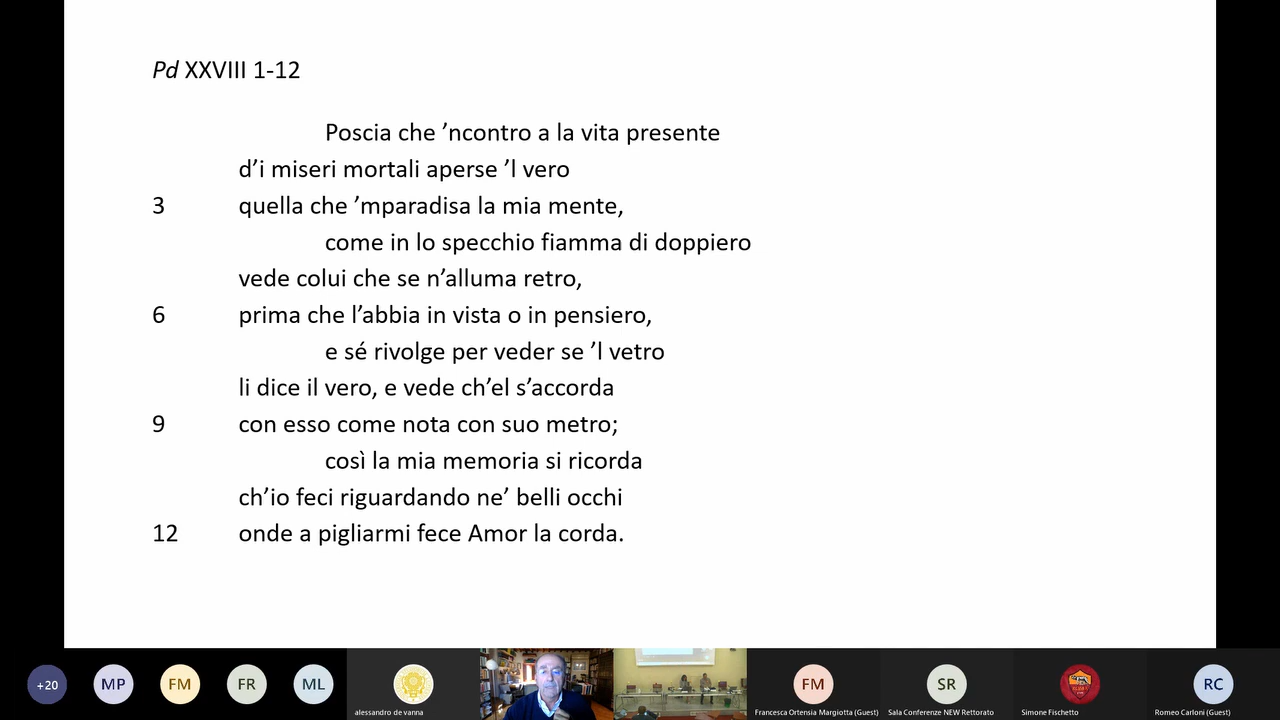 Pd XXVIII 1-12
Poscia che ’ncontro a la vita presente
d’i miseri mortali aperse ’l vero
3 quella che ’mparadisa la mia mente,
come in lo specchio fiamma di doppiero
vede colui che se n’alluma retro,
6 prima che l’abbia in vista o in pensiero,
e sé rivolge per veder se ’l vetro
li dice il vero, e vede ch’el s’accorda
9 con esso come nota con suo metro;
così la mia memoria si ricorda
ch’io feci riguardando ne’ belli occhi
12 onde a pigliarmi fece Amor la corda.
+20 MP FM FR ML FM SR RC
alessandro de vanna Francesca Ortensia Margiotta (Guest) Sala Conferenze NEW Rettorato Simone Fischetto Romeo Carloni (Guest)